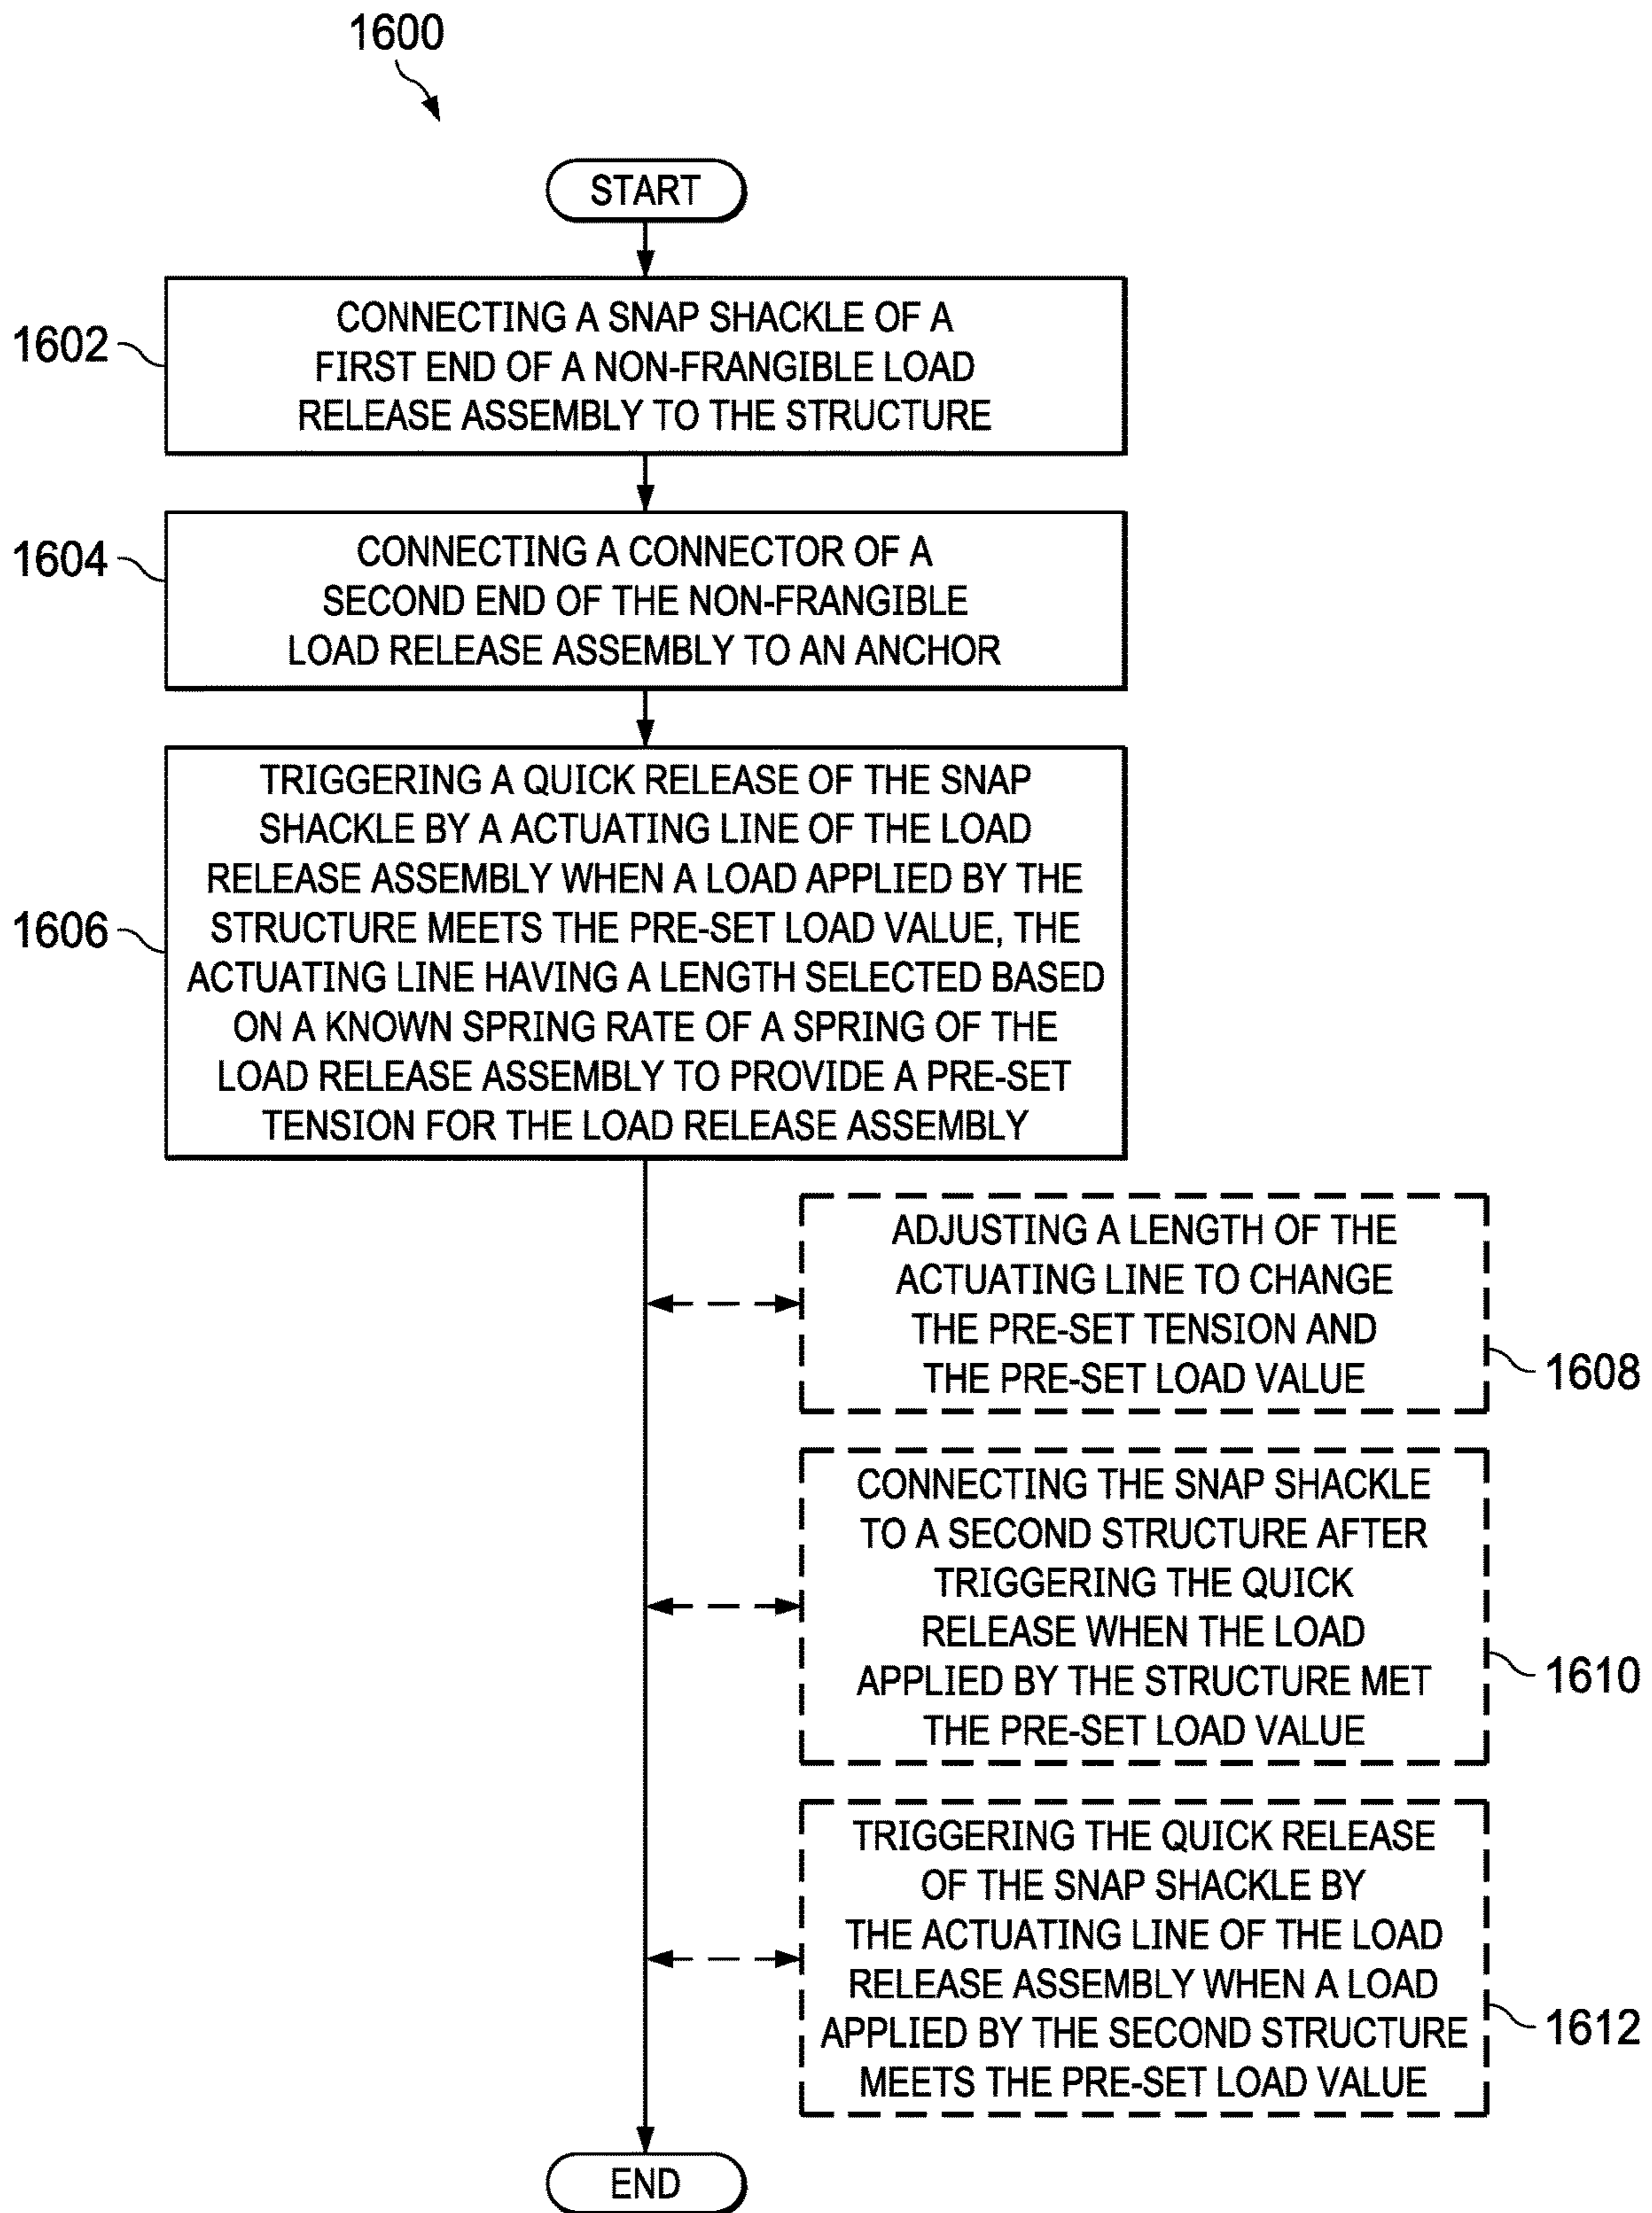 1600
START
1602
CONNECTING A SNAP SHACKLE OF A
FIRST END OF A NON-FRANGIBLE LOAD
RELEASE ASSEMBLY TO THE STRUCTURE
1604
CONNECTING A CONNECTOR OF A
SECOND END OF THE NON-FRANGIBLE
LOAD RELEASE ASSEMBLY TO AN ANCHOR
1606
TRIGGERING A QUICK RELEASE OF THE SNAP
SHACKLE BY A ACTUATING LINE OF THE LOAD
RELEASE ASSEMBLY WHEN A LOAD APPLIED BY THE
STRUCTURE MEETS THE PRE-SET LOAD VALUE, THE
ACTUATING LINE HAVING A LENGTH SELECTED BASED
ON A KNOWN SPRING RATE OF A SPRING OF THE
LOAD RELEASE ASSEMBLY TO PROVIDE A PRE-SET
TENSION FOR THE LOAD RELEASE ASSEMBLY
ADJUSTING A LENGTH OF THE
ACTUATING LINE TO CHANGE
THE PRE-SET TENSION AND
THE PRE-SET LOAD VALUE
1608
CONNECTING THE SNAP SHACKLE
TO A SECOND STRUCTURE AFTER
TRIGGERING THE QUICK
RELEASE WHEN THE LOAD
APPLIED BY THE STRUCTURE MET
THE PRE-SET LOAD VALUE
1610
TRIGGERING THE QUICK RELEASE
OF THE SNAP SHACKLE BY
THE ACTUATING LINE OF THE LOAD
RELEASE ASSEMBLY WHEN A LOAD
APPLIED BY THE SECOND STRUCTURE
MEETS THE PRE-SET LOAD VALUE
1612
END